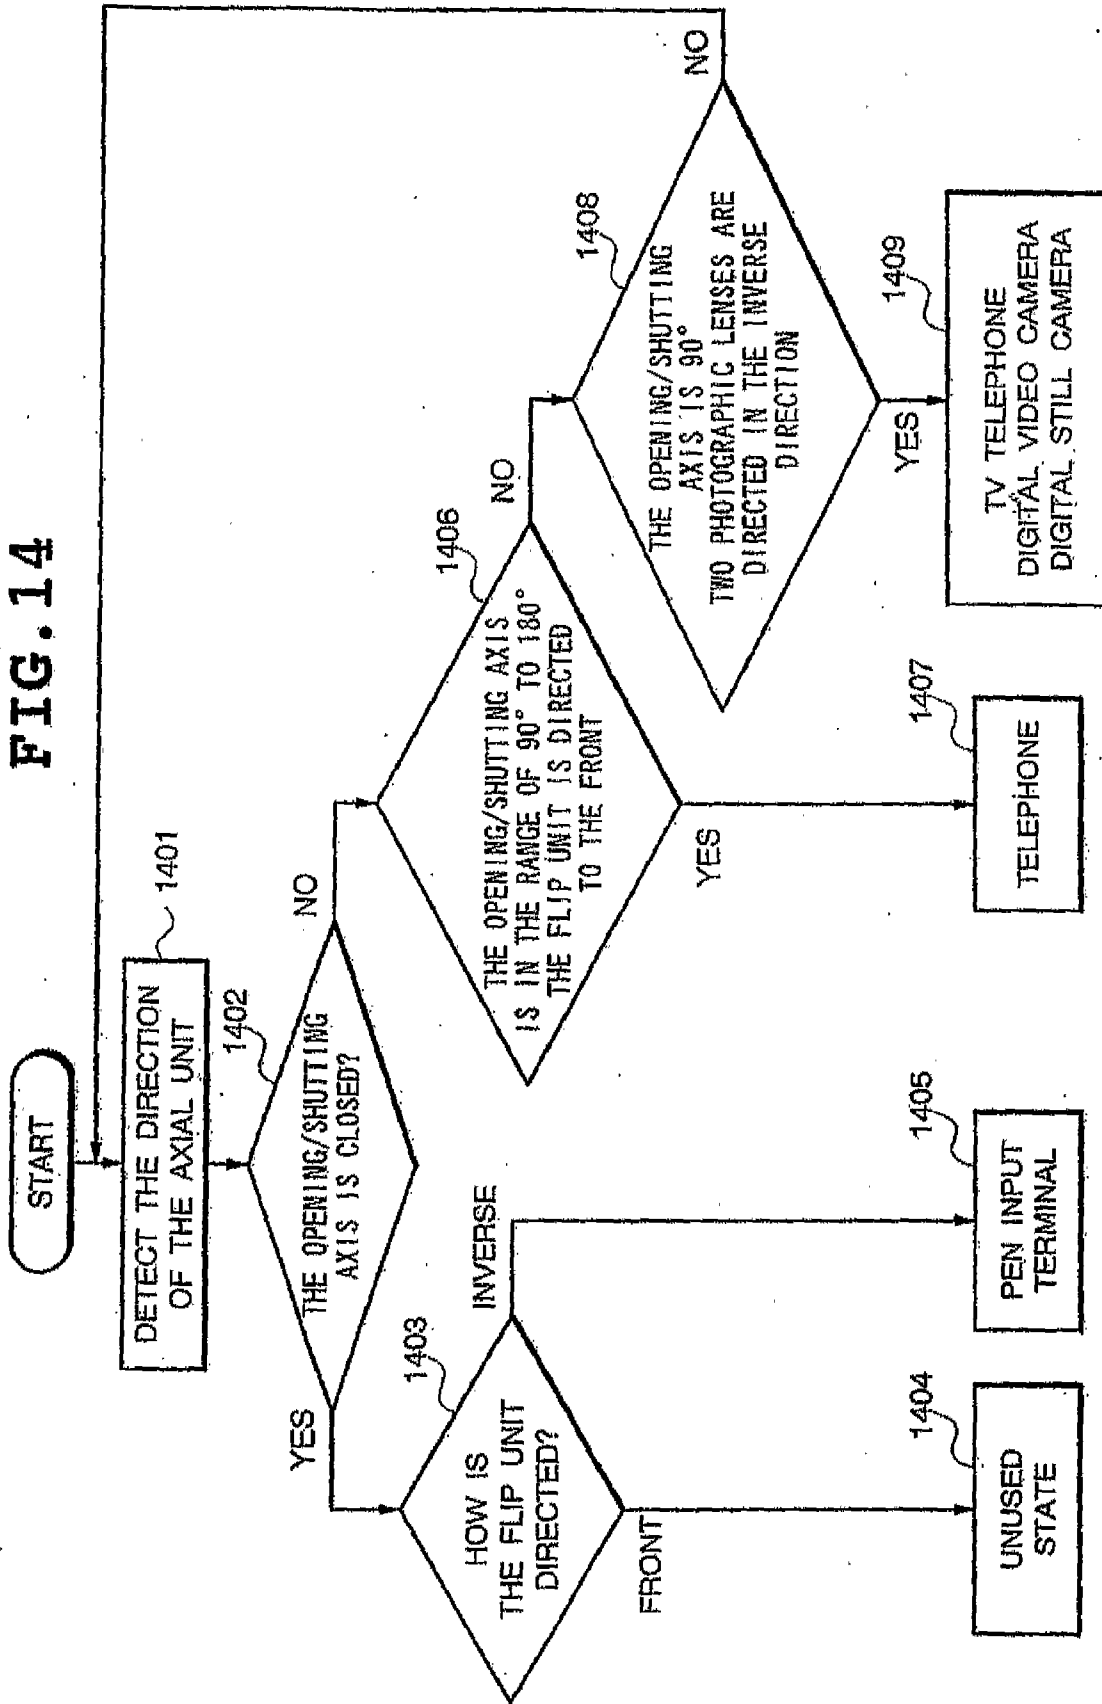 FIG.14
START
DETECT THE DIRECTION
OF THE AXIAL UNIT
1401
THE OPENING/SHUTTING
AXIS IS CLOSED?
1402
YES
NO
HOW IS
THE FLIP UNIT
DIRECTED?
1403
INVERSE
FRONT
THE OPENING/SHUTTING AXIS
IS IN THE RANGE OF 90° TO 180°
THE FLIP UNIT IS DIRECTED
TO THE FRONT
1406
NO
YES
THE OPENING/SHUTTING
AXIS IS 90°
TWO PHOTOGRAPHIC LENSES ARE
DIRECTED IN THE INVERSE
DIRECTION
1408
NO
YES
UNUSED
STATE
1404
PEN INPUT
TERMINAL
1405
TELEPHONE
1407
TV TELEPHONE
DIGITAL VIDEO CAMERA
DIGITAL STILL CAMERA
1409